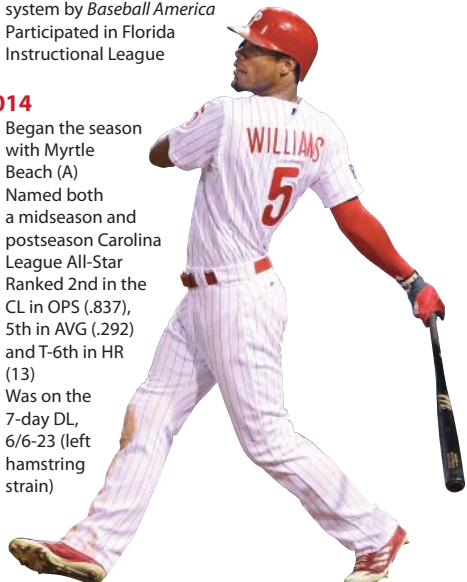 system by Baseball America
Participated in Florida
Instructional League
014
Began the season
with Myrtle
Beach (A)
Named both
a midseason and
postseason Carolina
League All-Star
Ranked 2nd in the
CL in OPS (.837),
5th in AVG (.292)
and T-6th in HR
(13)
Was on the
7-day DL,
6/6-23 (left
hamstring
strain)
P
WILLIAMS
5